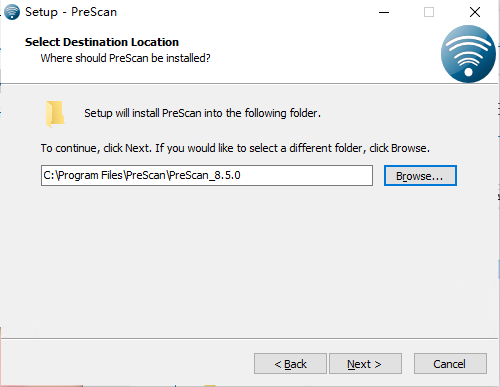 Setup - PreScan
Select Destination Location
Where should PreScan be installed?
Setup will install PreScan into the following folder.
To continue, click Next. If you would like to select a different folder, click Browse.
C:\Program Files\PreScan\PreScan_8.5.0
Browse...
< Back
Next >
Cancel